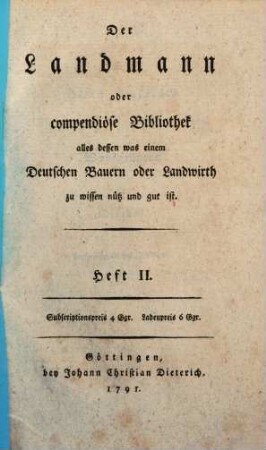 Der
Landmann
oder
compendiöse Bibliothek
alles dessen was einem
Deutschen Bauern oder Landwirth
zu wissen nütz und gut ist.
Heft II.
Subscriptionspreis 4 Ggr. Ladenpreis 6 Ggr.
Göttingen,
bey Johann Christian Dieterich,
1791.